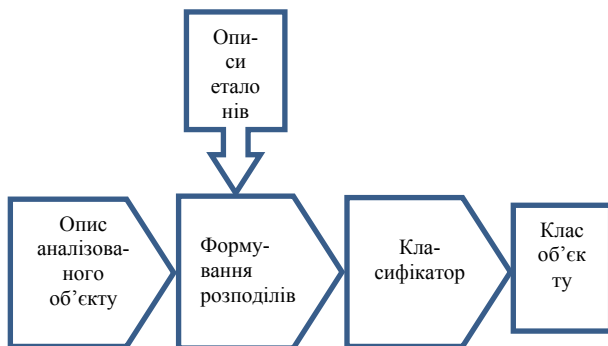 Опи-
си
етало
нів
Опис
аналізова-
ного
об’єкту
Форму-
вання
розподілів
Кла-
сифікатор
Клас
об’єк
ту